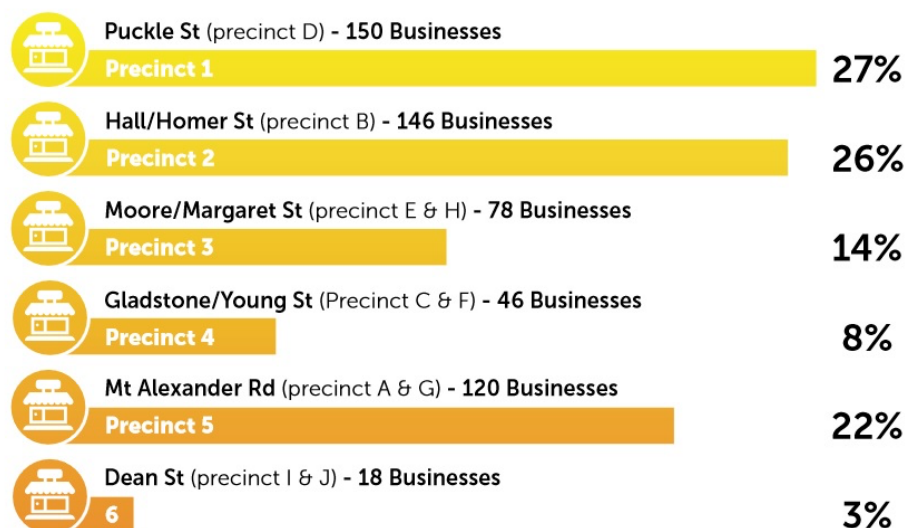 Puckle St (precinct D) - 150 Businesses
Precinct 1
27%
Hall/Homer St (precinct B) - 146 Businesses
Precinct 2
26%
Moore/Margaret St (precinct E & H) - 78 Businesses
Precinct 3
14%
Gladstone/Young St (Precinct C & F) - 46 Businesses
Precinct 4
8%
Mt Alexander Rd (precinct A & G) - 120 Businesses
Precinct 5
22%
Dean St (precinct I & J) - 18 Businesses
6
3%